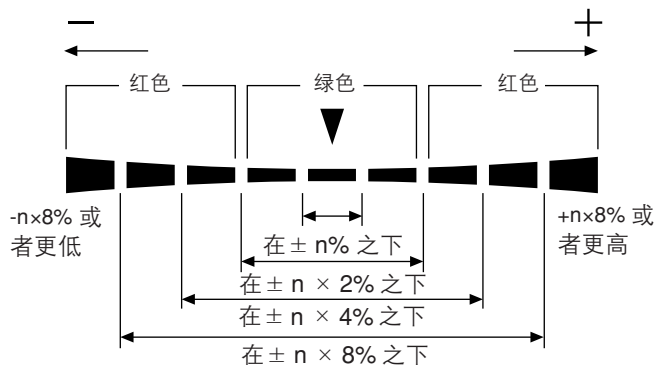 − +
红色 绿色 红色
-n×8% 或
者更低
+n×8% 或
者更高
在± n% 之下
在± n × 2% 之下
在± n × 4% 之下
在± n × 8% 之下